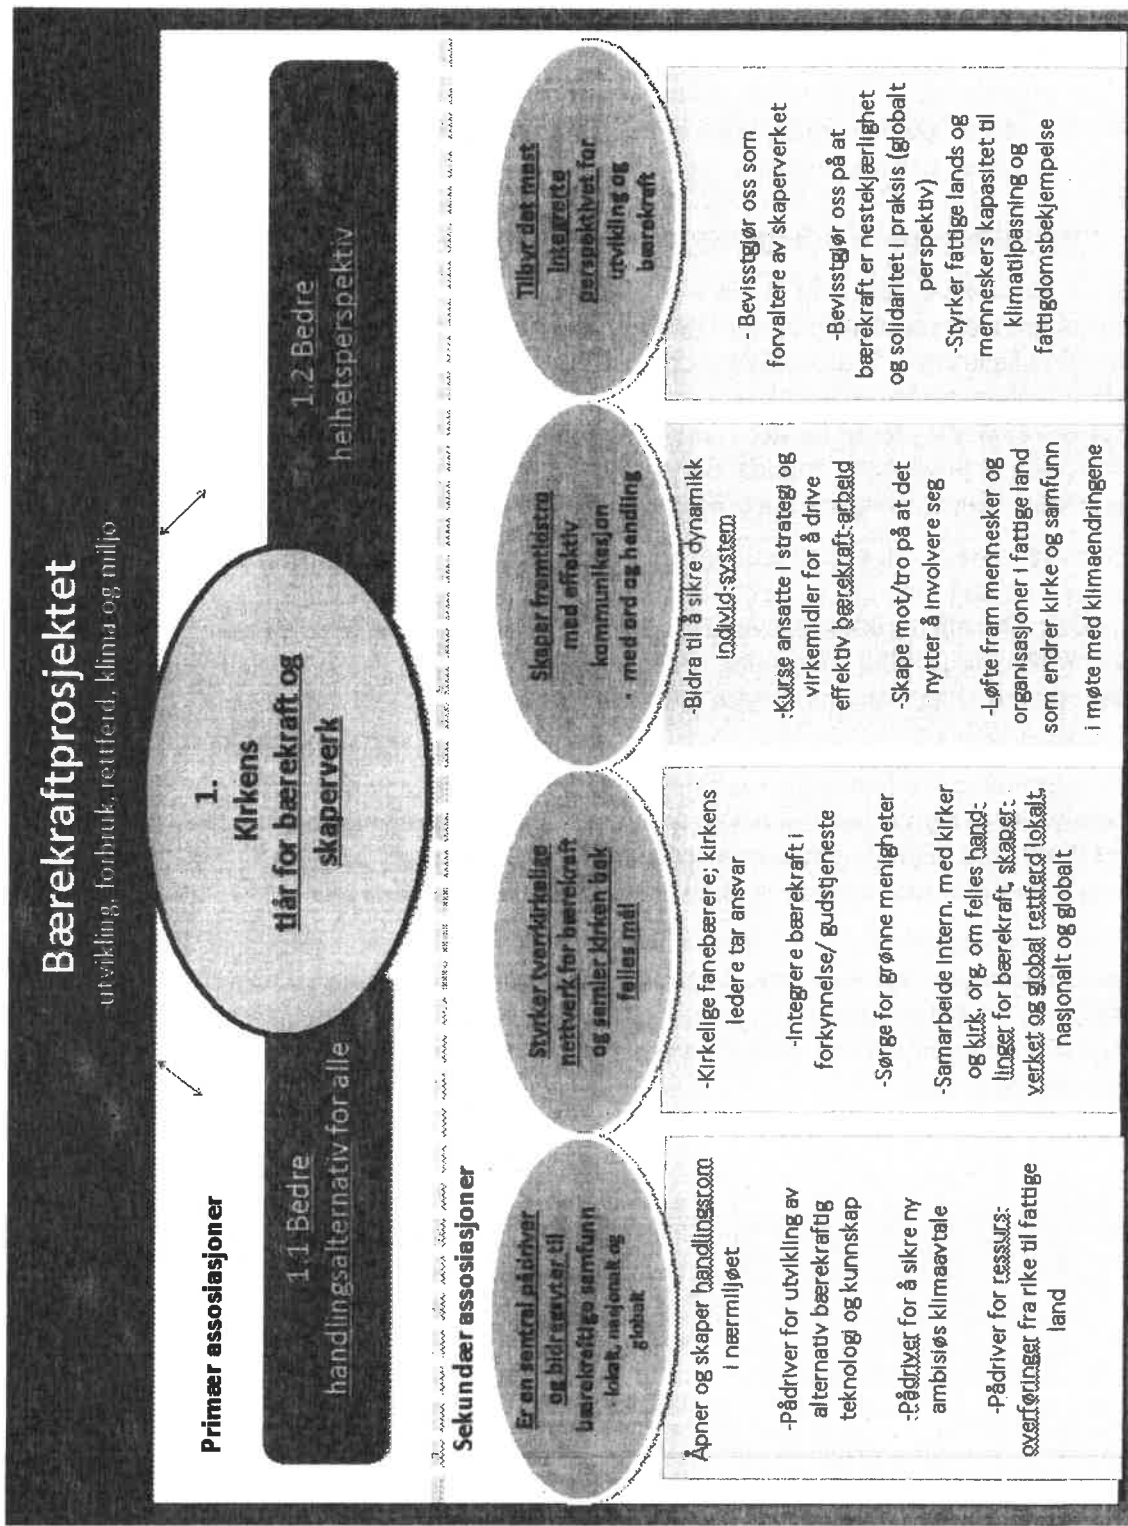 Bærekraftprosjektet
utvikling, forbruk, rettferd, klima og miljø
Primær assosiasjoner
1.
Kirkens
tiår for bærekraft og
skaperverk
1.1 Bedre
handlingsalternativ for alle
1.2 Bedre
helhetsperspektiv
Sekundær assosiasjoner
Er en sentral pådriver
og bidragsyter til
bærekraftige samfunn
- lokalt, nasjonalt og
globalt
Åpner og skaper handlingsrom
i nærmiljøet
-Pådriver for utvikling av
alternativ bærekraftig
teknologi og kunnskap
-Pådriver for å sikre ny
ambisiøs klimaavtale
-Pådriver for ressurs-
overføringer fra rike til fattige
land
Styrker tverrkirkelige
nettverk for bærekraft
og samler kirken bak
felles mål
-Kirkelige fanebærere; kirkens
ledere tar ansvar
-Integrere bærekraft i
forkynnelse/ gudstjeneste
-Sørge for grønne menigheter
-Samarbeide intern. med kirker
og kirk. org. om felles hand-
linger for bærekraft, skaper-
verket og global rettferd lokalt,
nasjonalt og globalt
Skaper fremtidstro
med effektiv
kommunikasjon
- med ord og handling
-Bidra til å sikre dynamikk
individ-system
-Kurse ansatte i strategi og
virkemidler for å drive
effektiv bærekraft-arbeid
-Skape mot/tro på at det
nytter å involvere seg
-Løfte fram mennesker og
organisasjoner i fattige land
som endrer kirke og samfunn
i møte med klimaendringene
Tilbyr det mest
integrerte
perspektivet for
utvikling og
bærekraft
- Bevisstgjør oss som
forvaltere av skaperverket
-Bevisstgjør oss på at
bærekraft er nestekjærlighet
og solidaritet praksis (globalt
perspektiv)
-Styrker fattige lands og
menneskers kapasitet til
klimatilpasning og
fattigdomsbekjempelse